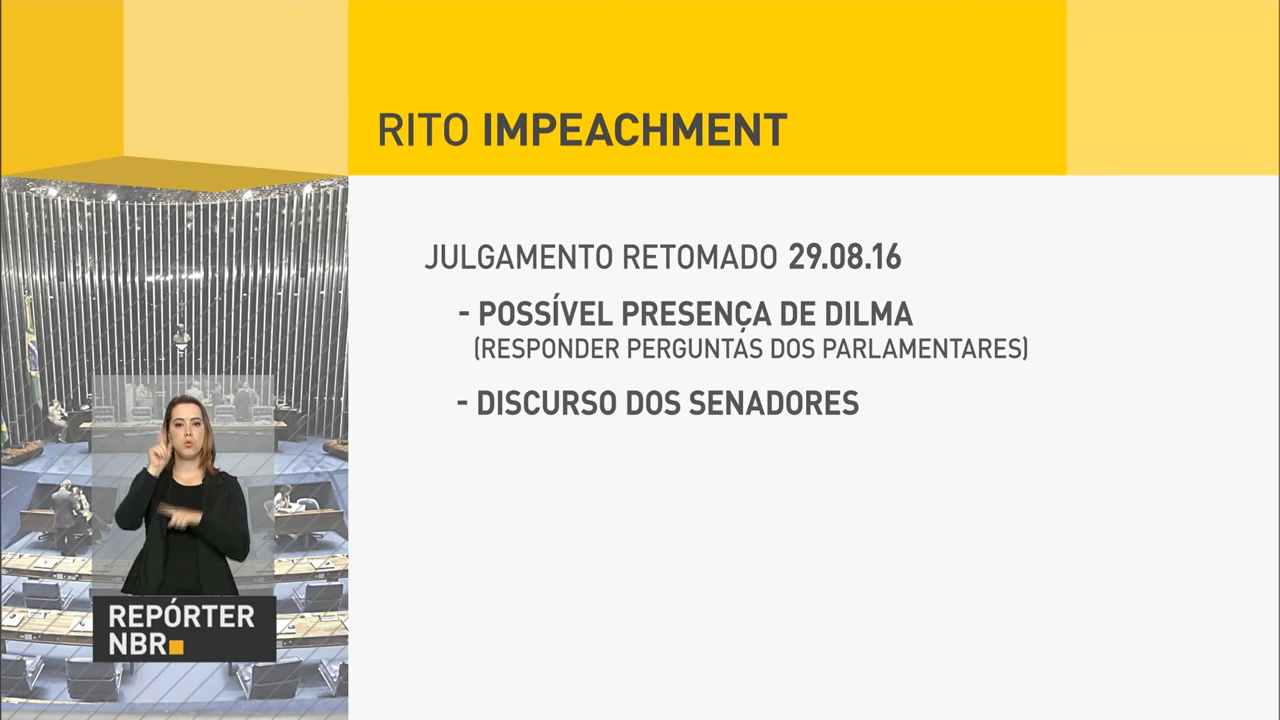 RITO IMPEACHMENT
JULGAMENTO RETOMADO 29.08.16
- POSSÍVEL PRESENÇA DE DILMA
(RESPONDER PERGUNTAS DOS PARLAMENTARES)
- DISCURSO DOS SENADORES
REPÓRTER
NBR